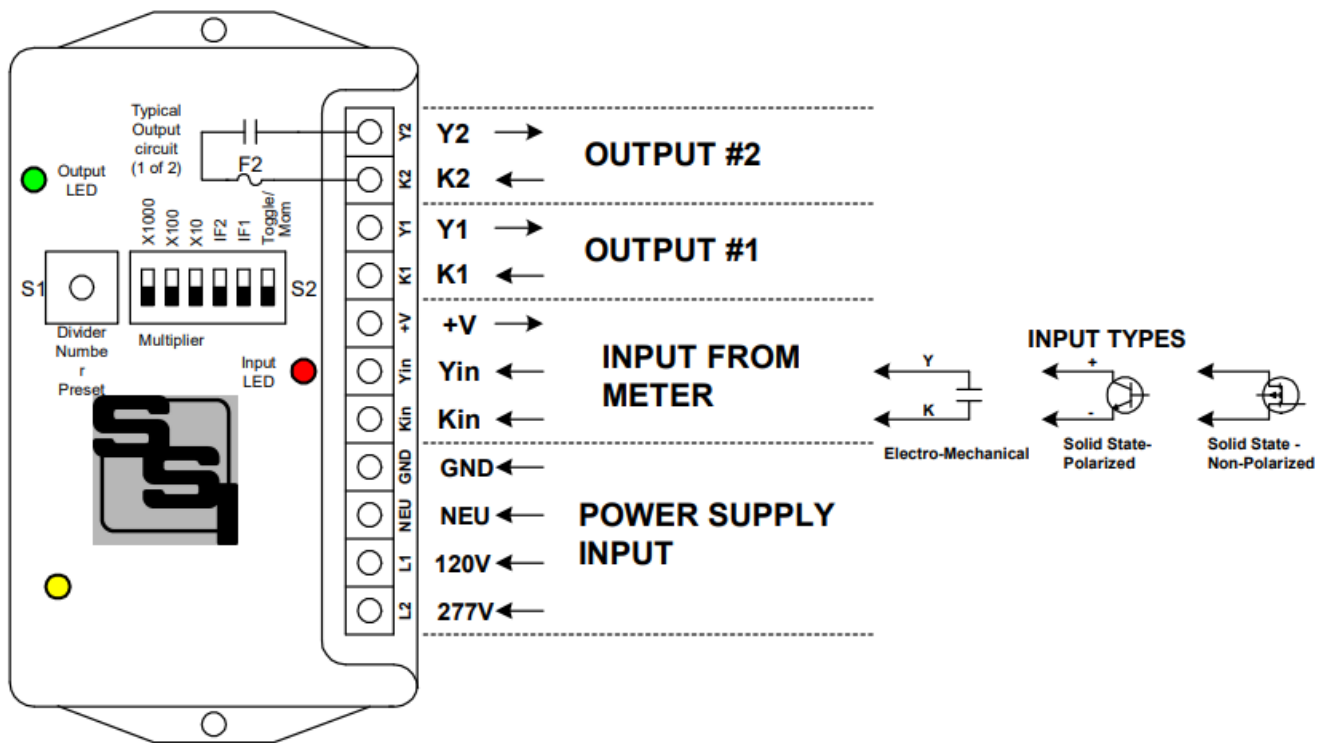 Typical
Output
circuit
(1 of 2)
F2
Output
LED
X1000
X100
X10
IF2
IF1
Toggle/
Mom
S1
S2
Divider
Numbe
r
Preset
Multiplier
Input
LED
SSI
Y2
K2
Y1
K1
+V
Yin
Kin
GND
NEU
L1
L2
Y2
K2
OUTPUT #2
Y1
K1
OUTPUT #1
+V
Yin
Kin
INPUT FROM
METER
GND
NEU
120V
277V
POWER SUPPLY
INPUT
INPUT TYPES
Y
K
Electro-Mechanical
+
-
Solid State-
Polarized
Solid State -
Non-Polarized